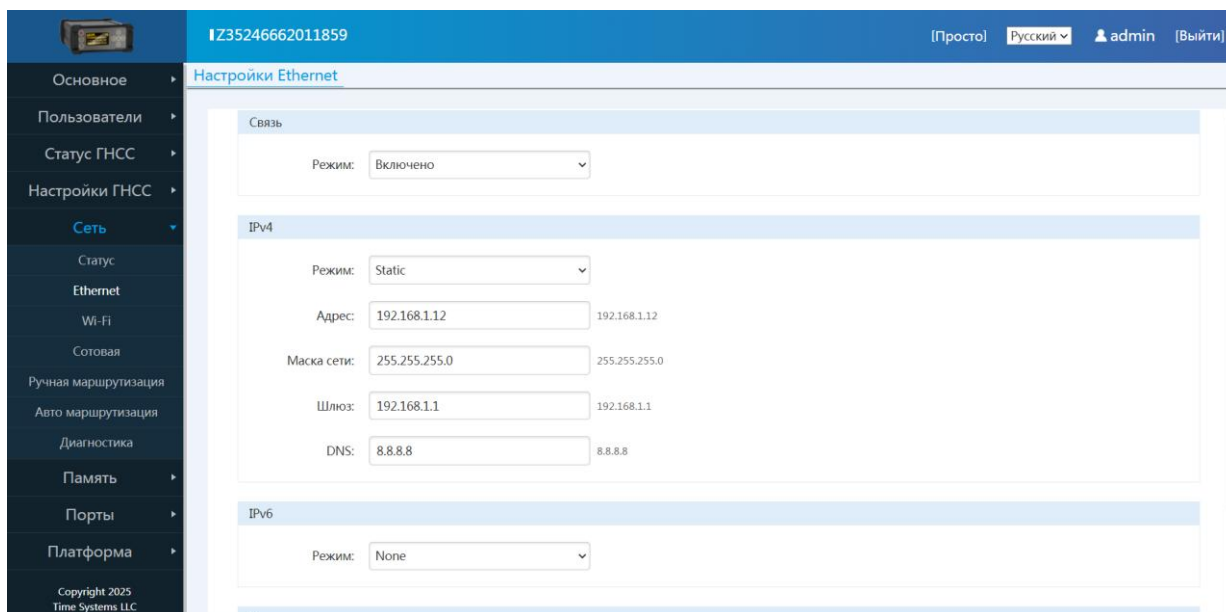 IZ35246662011859
[Просто] Русский admin [Выйти]
Основное
Пользователи
Статус ГНСС
Настройки ГНСС
Сеть
Статус
Ethernet
Wi-Fi
Сотовая
Ручная маршрутизация
Авто маршрутизация
Диагностика
Память
Порты
Платформа
Copyright 2025
Time Systems LLC
Настройки Ethernet
Связь
Режим: Включено
IPv4
Режим: Static
Адрес: 192.168.1.12 192.168.1.12
Маска сети: 255.255.255.0 255.255.255.0
Шлюз: 192.168.1.1 192.168.1.1
DNS: 8.8.8.8 8.8.8.8
IPv6
Режим: None